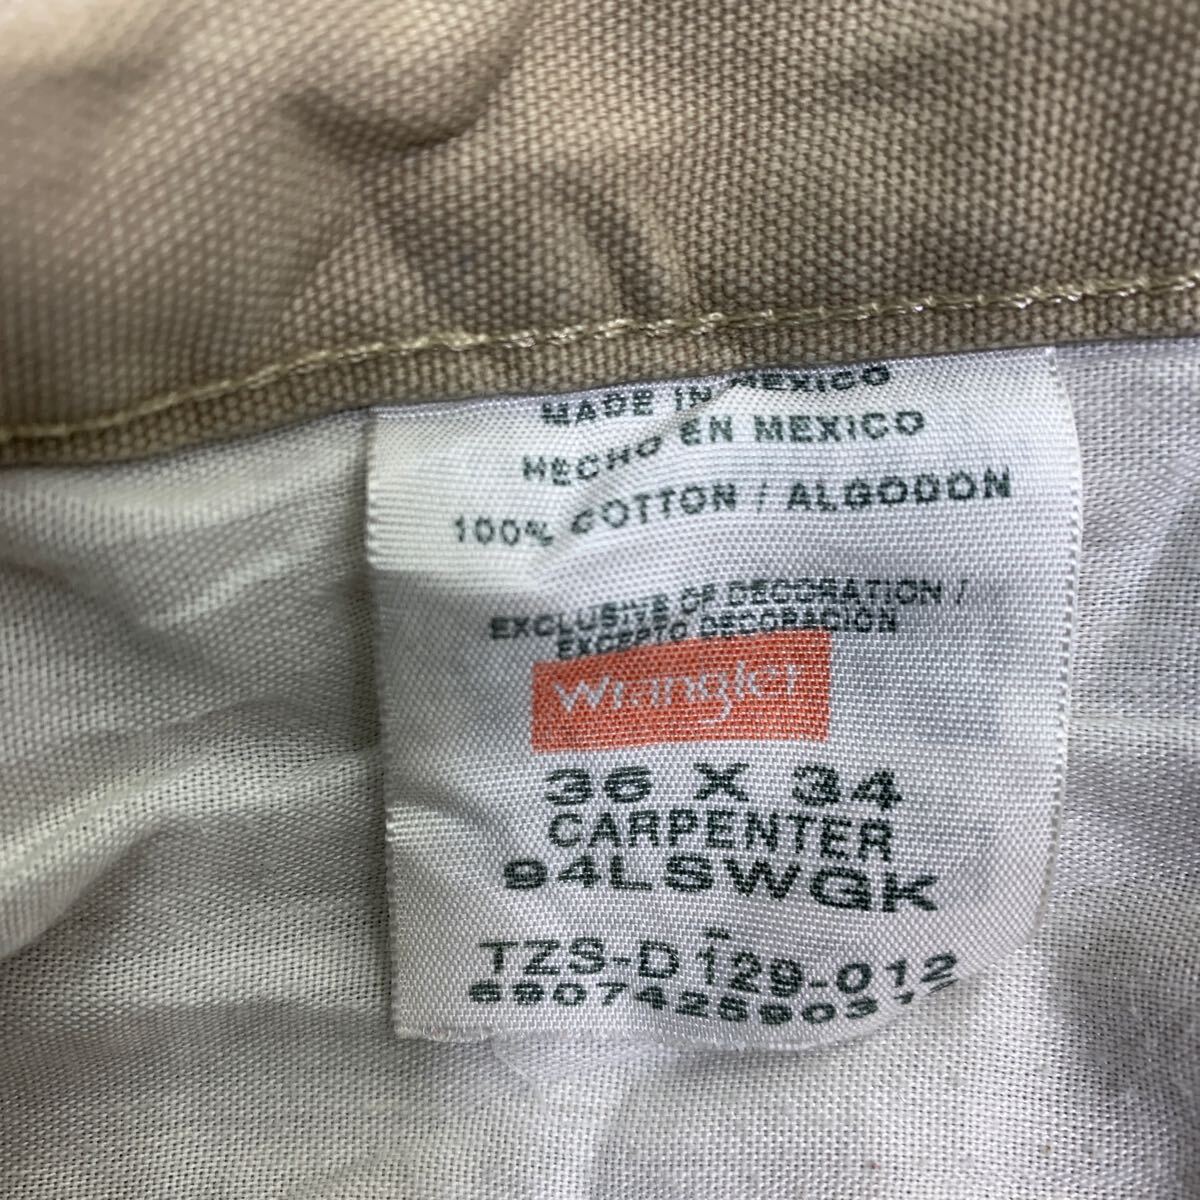 MADE IN MEXICO
HECHO EN MEXICO
100% COTTON / ALGODON
EXCLUSIVE OF DECORATION /
EXCEPTO DECORACION
Wrangler
36 X 34
CARPENTER
94LSWGK
TZS-D129-012